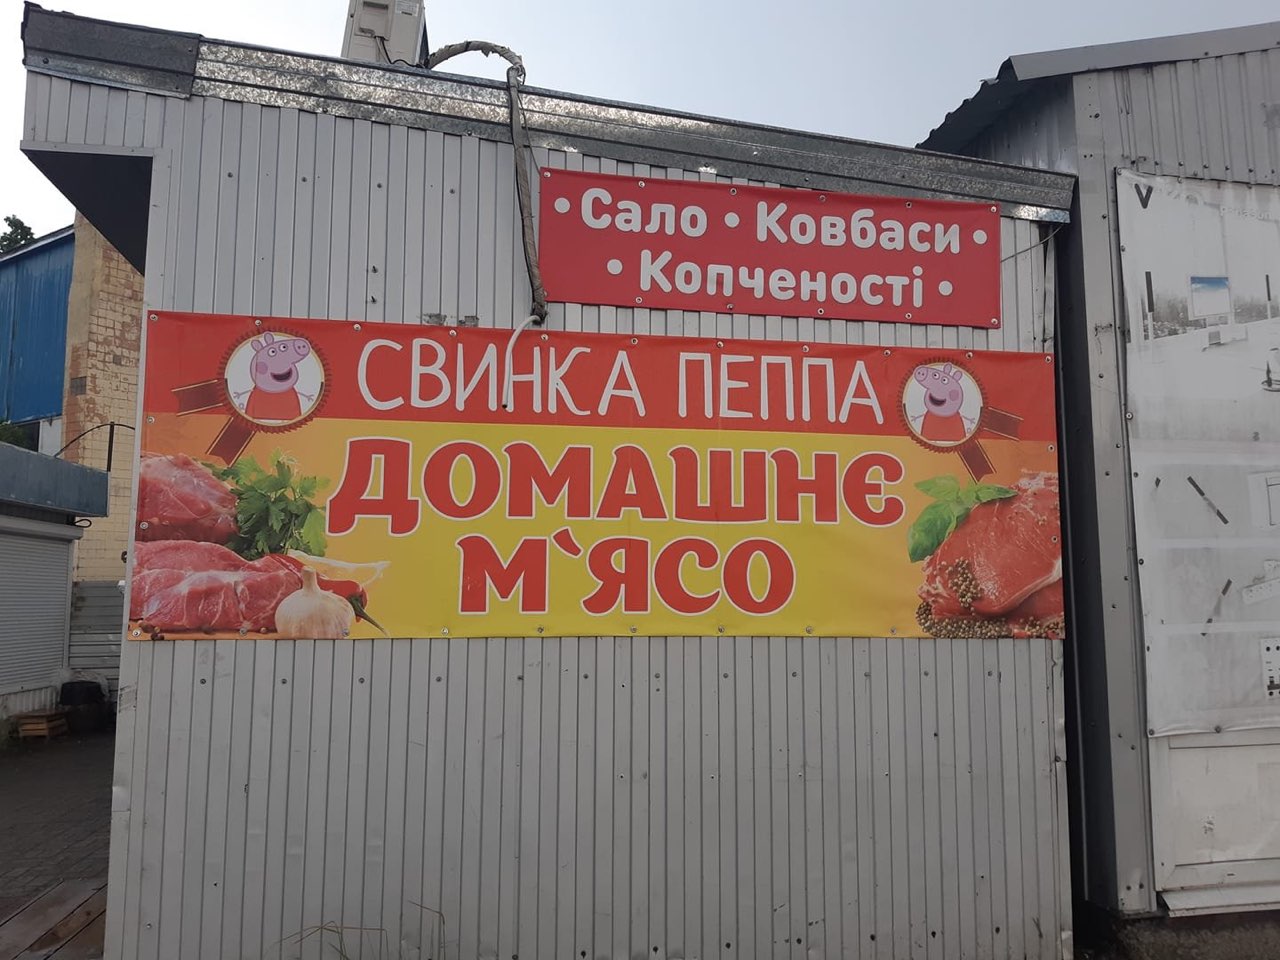 • Сало • Ковбаси •
• Копченості •
СВИНКА ПЕППА
ДОМАШНЄ
М`ЯСО